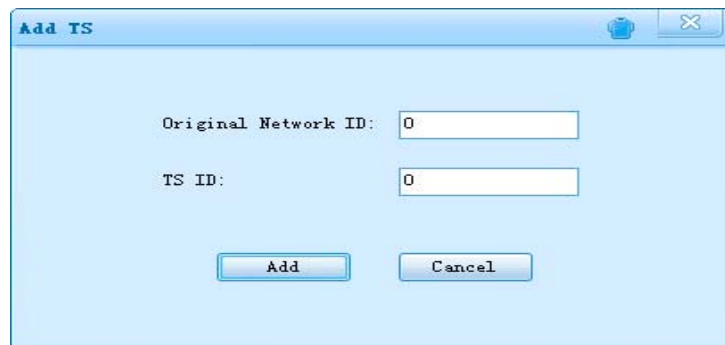 Add TS
Original Network ID: 0
TS ID: 0
Add Cancel